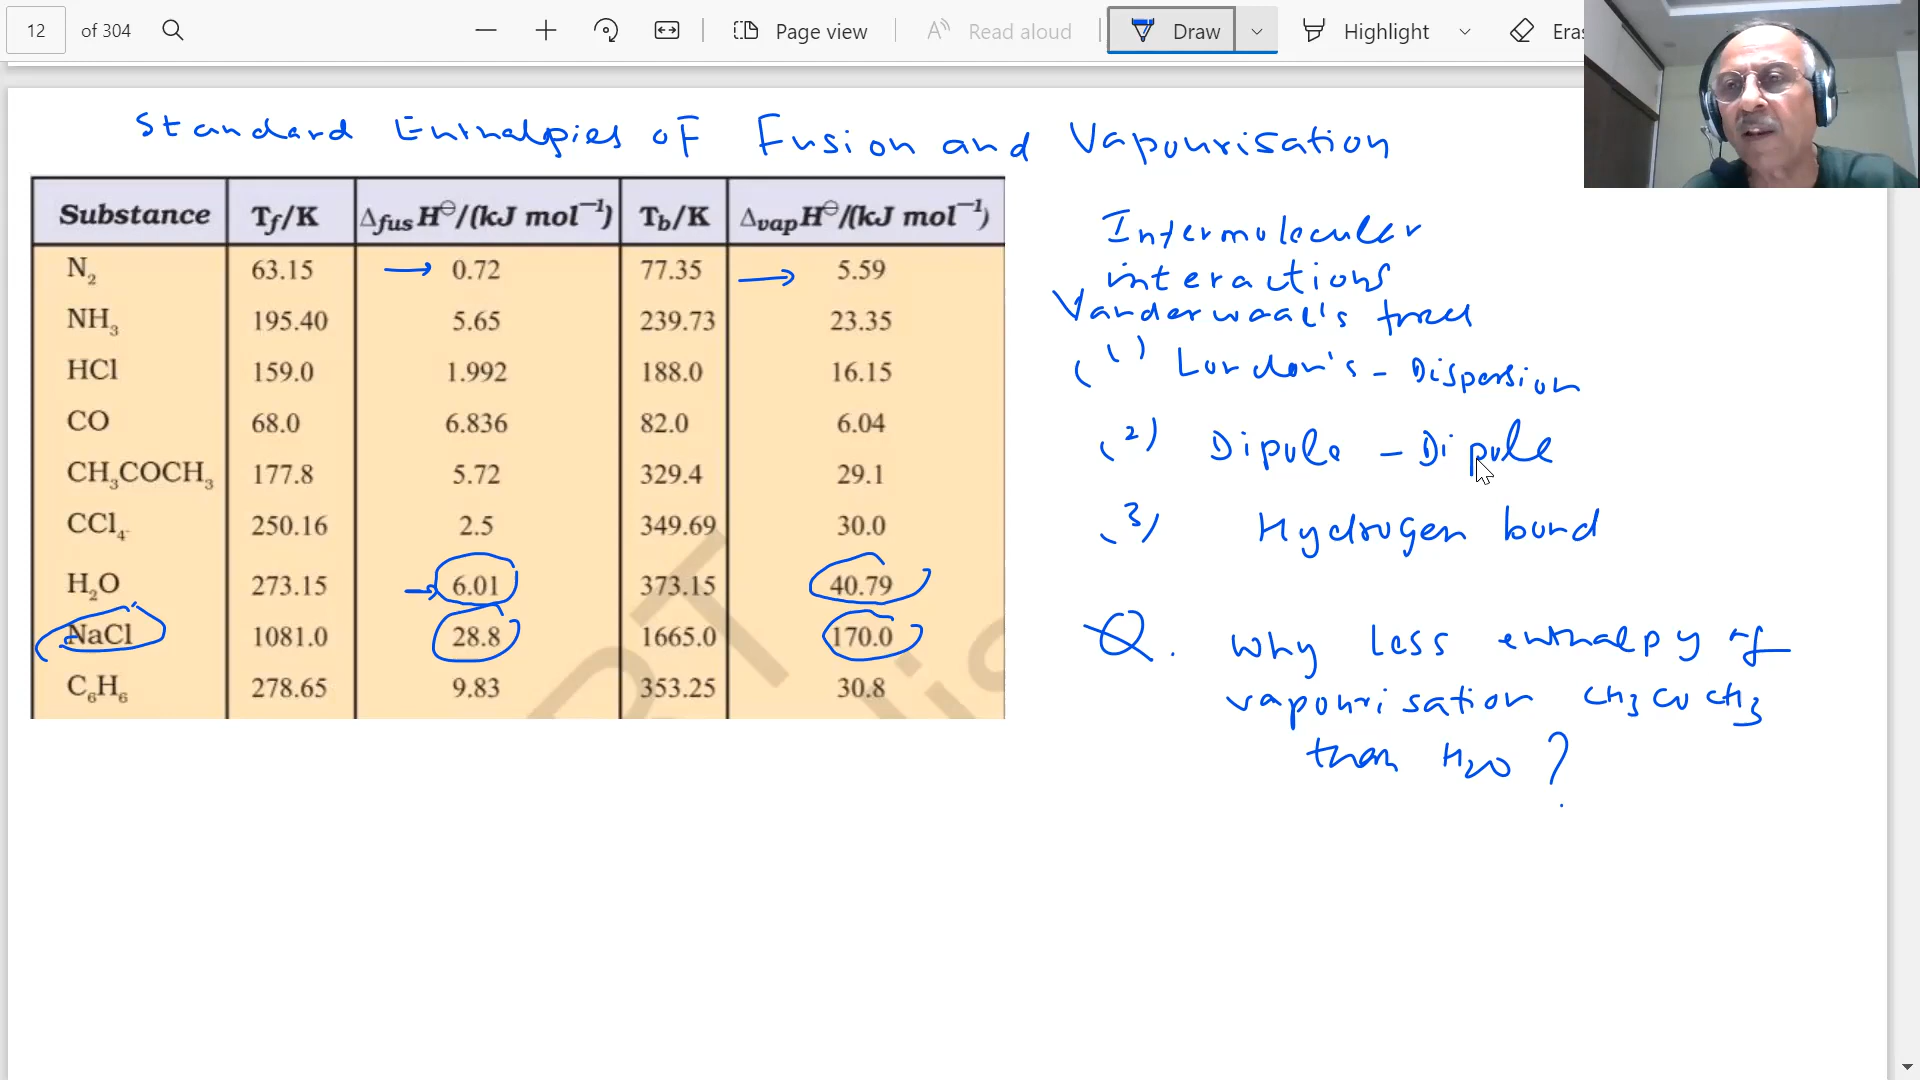 12 of 304 Page view Read aloud Draw Highlight Eras
Standard Enthalpies of Fusion and Vapourisation
Substance T_f/K Δ_fus H^⊖/(kJ mol⁻¹) T_b/K Δ_vap H^⊖/(kJ mol⁻¹)
N₂ 63.15 → 0.72 77.35 → 5.59
NH₃ 195.40 5.65 239.73 23.35
HCl 159.0 1.992 188.0 16.15
CO 68.0 6.836 82.0 6.04
CH₃COCH₃ 177.8 5.72 329.4 29.1
CCl₄ 250.16 2.5 349.69 30.0
H₂O 273.15 → 6.01 373.15 40.79
NaCl 1081.0 28.8 1665.0 170.0
C₆H₆ 278.65 9.83 353.25 30.8
Intermolecular
interactions
Vanderwaal's
(1) London's - Dispersion
(2) Dipole - Dipole
(3) Hydrogen bond
Q. Why less enthalpy of
vapourisation CH₃COCH₃
than H₂O ?